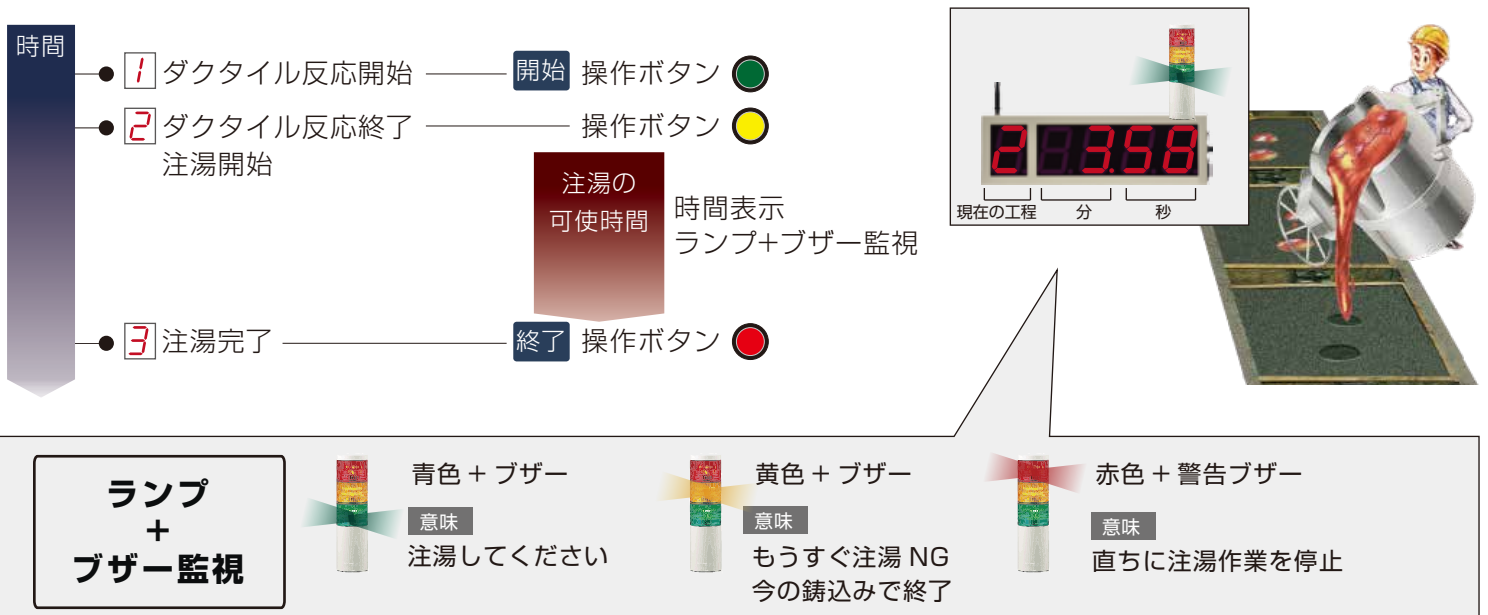 時間
1 ダクタイル反応開始 開始 操作ボタン
2 ダクタイル反応終了 操作ボタン
注湯開始
注湯の
可使時間
時間表示
ランプ+ブザー監視
3 注湯完了 終了 操作ボタン
2 3.58
現在の工程 分 秒
ランプ
+
ブザー監視
青色 + ブザー
意味
注湯してください
黄色 + ブザー
意味
もうすぐ注湯 NG
今の鋳込みで終了
赤色 + 警告ブザー
意味
直ちに注湯作業を停止